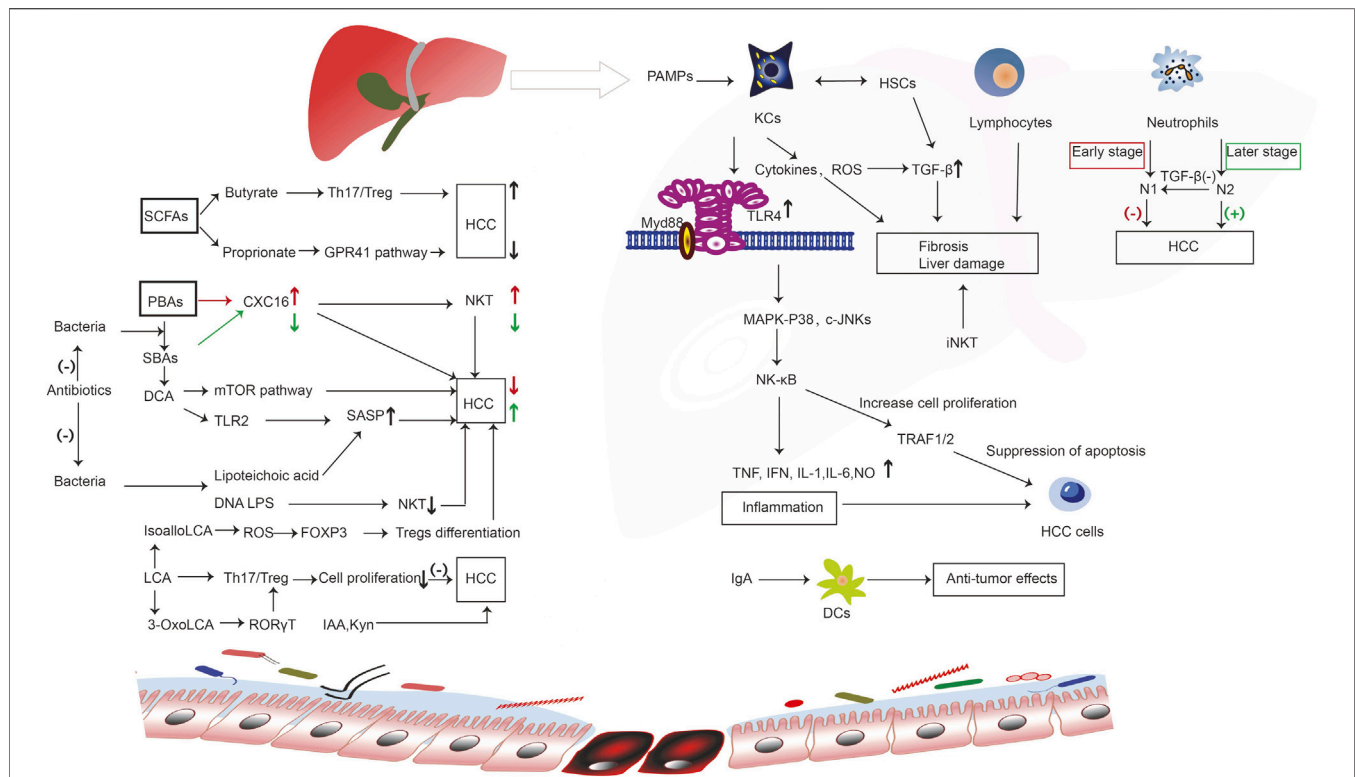 SCFAs
Butyrate
Th17/Treg
Proprionate
GPR41 pathway
HCC
PBAs
CXC16
NKT
Bacteria
SBAs
(-)
Antibiotics
DCA
mTOR pathway
HCC
TLR2
SASP
(-)
Bacteria
Lipoteichoic acid
DNA LPS
NKT
IsoalloLCA
ROS
FOXP3
Tregs differentiation
LCA
Th17/Treg
Cell proliferation
(-)
HCC
3-OxoLCA
RORγT
IAA,Kyn
PAMPs
KCs
HSCs
Lymphocytes
Neutrophils
Cytokines,
ROS
TGF-β
Early stage
Later stage
TGF-β(-)
N1
N2
(-)
(+)
HCC
Myd88
TLR4
Fibrosis
Liver damage
iNKT
MAPK-P38, c-JNKs
NK-κB
Increase cell proliferation
TRAF1/2
Suppression of apoptosis
TNF, IFN, IL-1,IL-6,NO
Inflammation
HCC cells
IgA
DCs
Anti-tumor effects